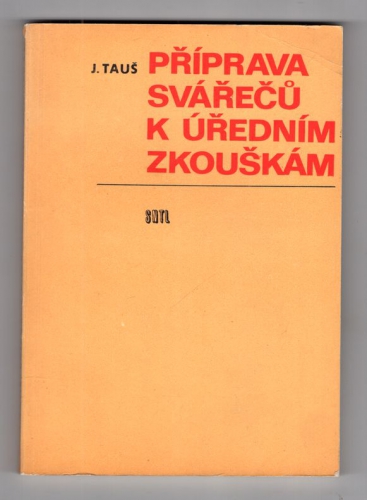 J. TAUŠ PŘÍPRAVA
SVÁŘEČŮ
K ÚŘEDNÍM
ZKOUŠKÁM
SNTL